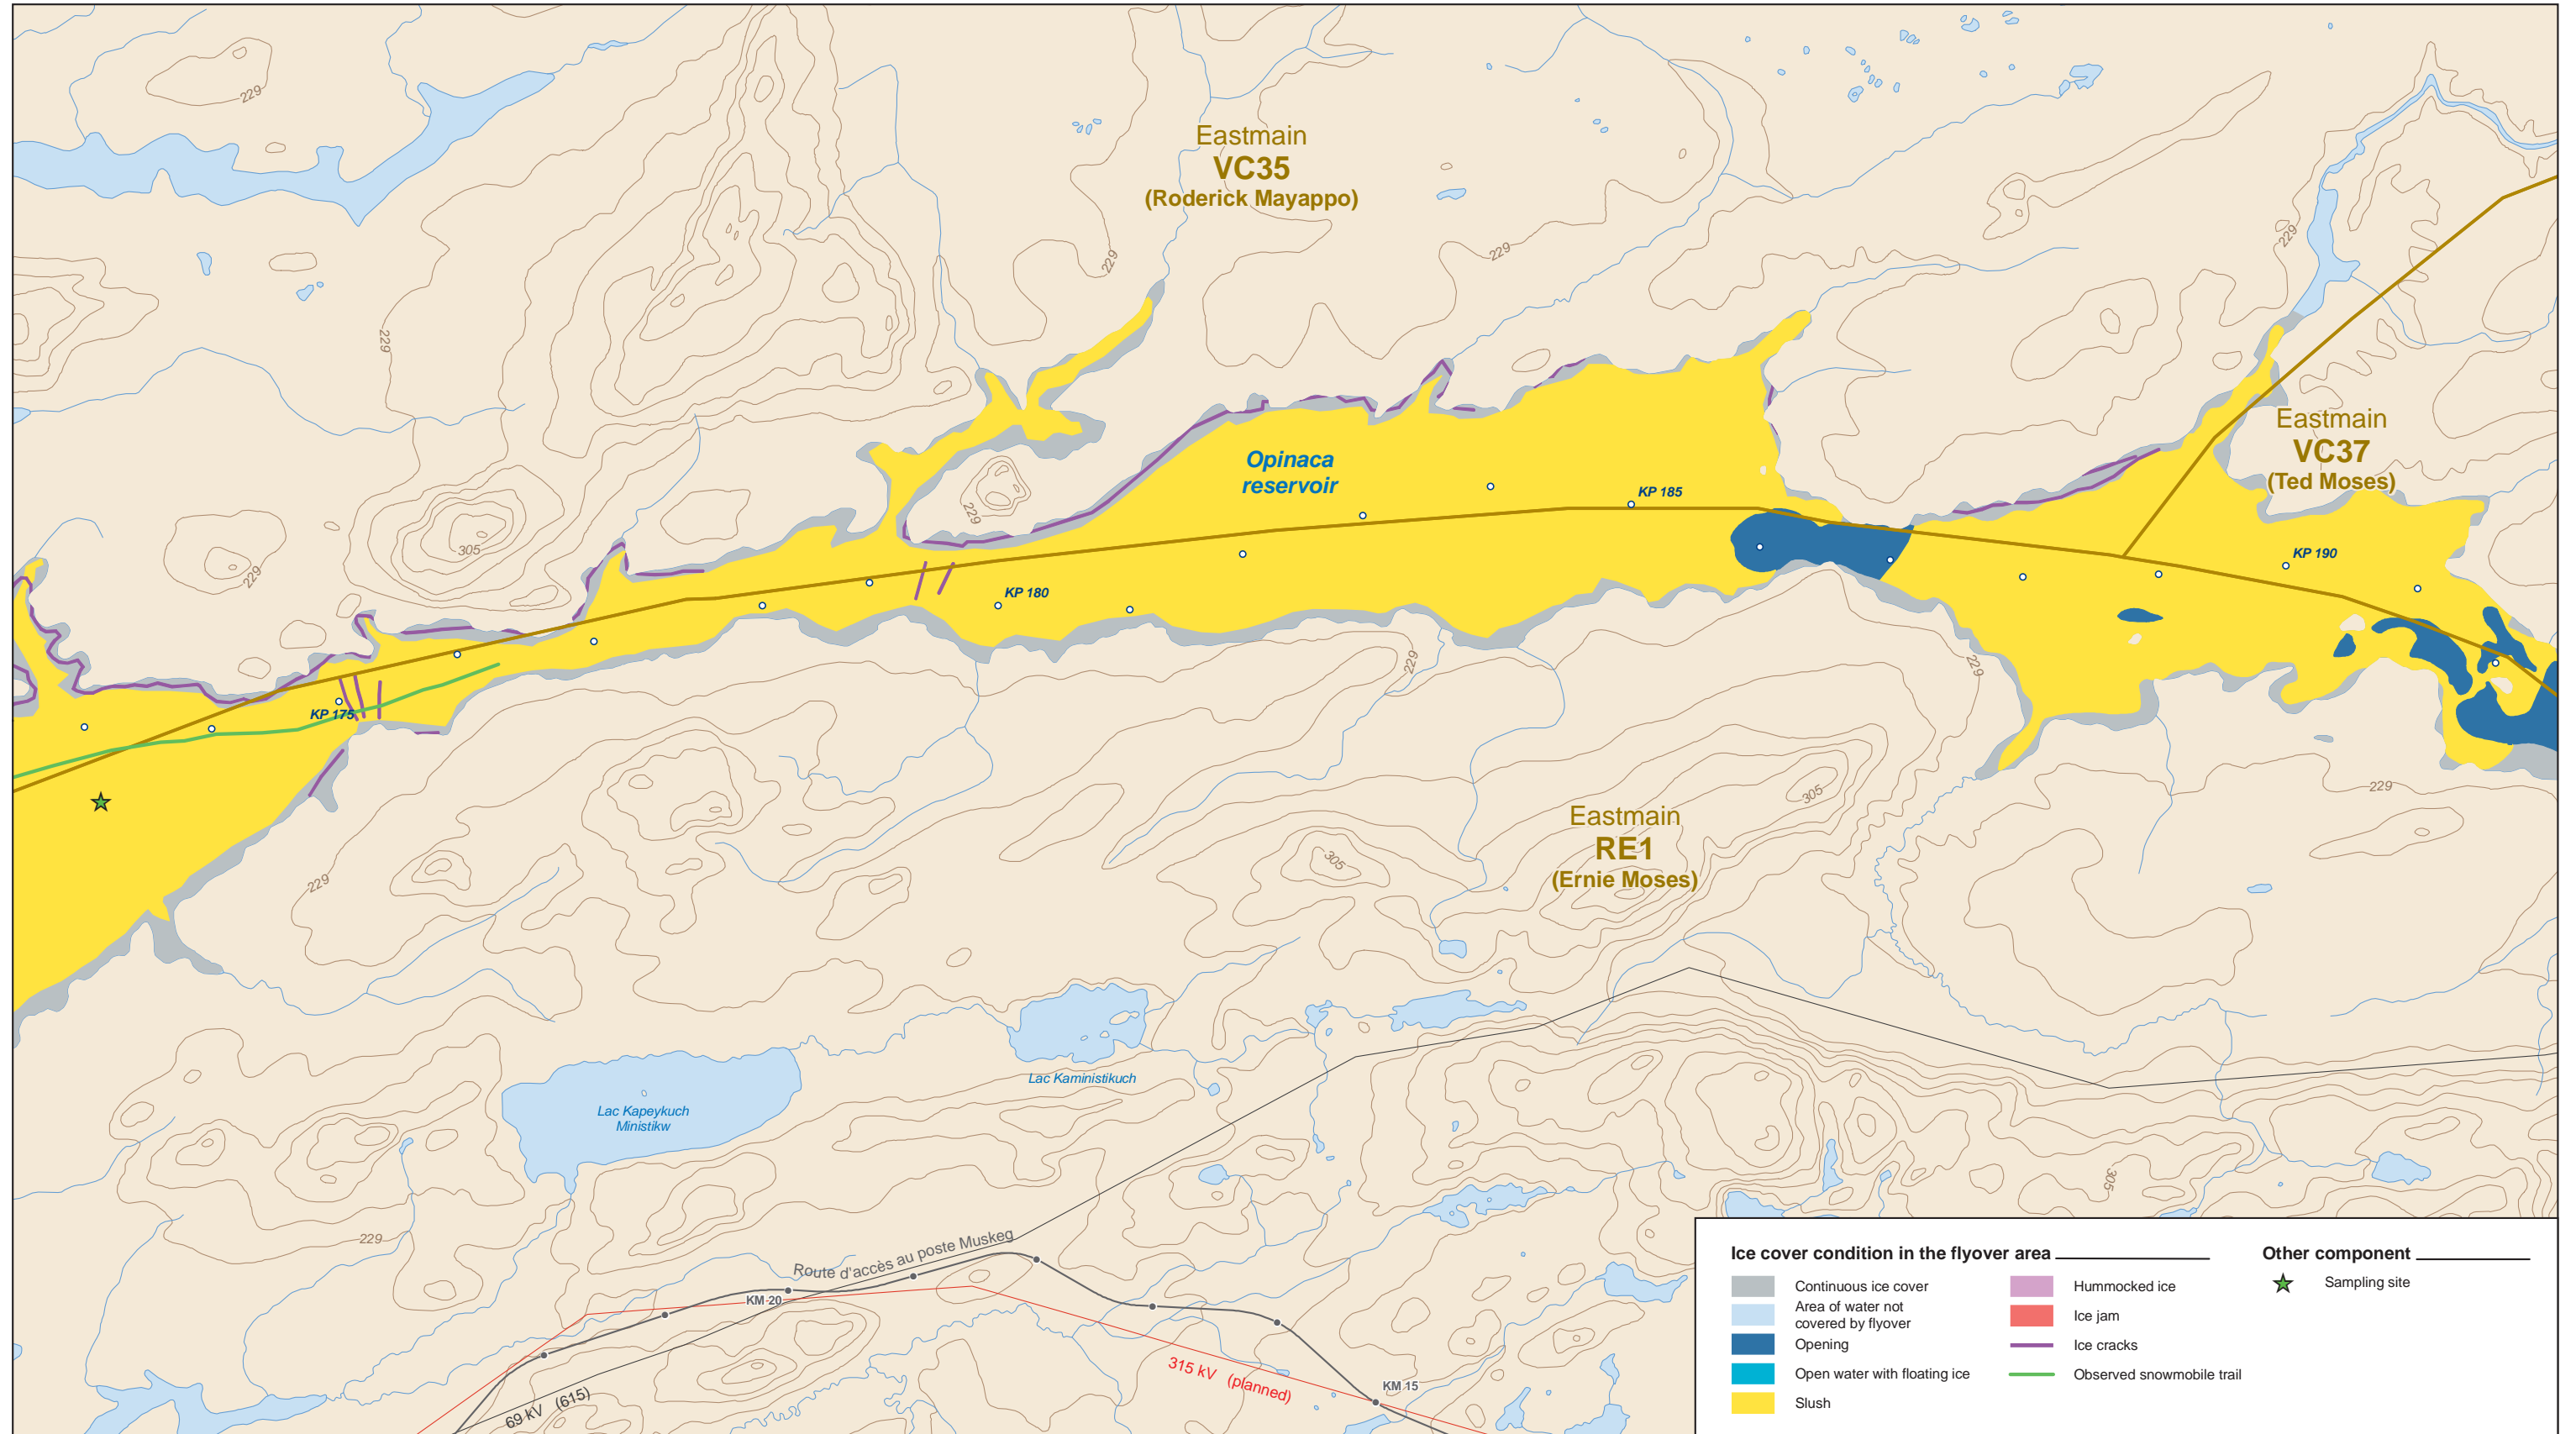 229
Eastmain
VC35
(Roderick Mayappo)
229
229
229
229
Eastmain
VC37
(Ted Moses)
Opinaca
reservoir
KP 185
229
305
229
KP 190
KP 180
229
229
KP 175
305
229
Eastmain
RE1
(Ernie Moses)
305
229
Lac Kaministikuch
Lac Kapeykuch
Ministikw
305
229
Route d'accès au poste Muskeg
KM 20
315 kV (planned)
KM 15
69 kV (615)
Ice cover condition in the flyover area
Other component
Continuous ice cover
Area of water not
covered by flyover
Opening
Open water with floating ice
Slush
Hummocked ice
Ice jam
Ice cracks
Observed snowmobile trail
Sampling site